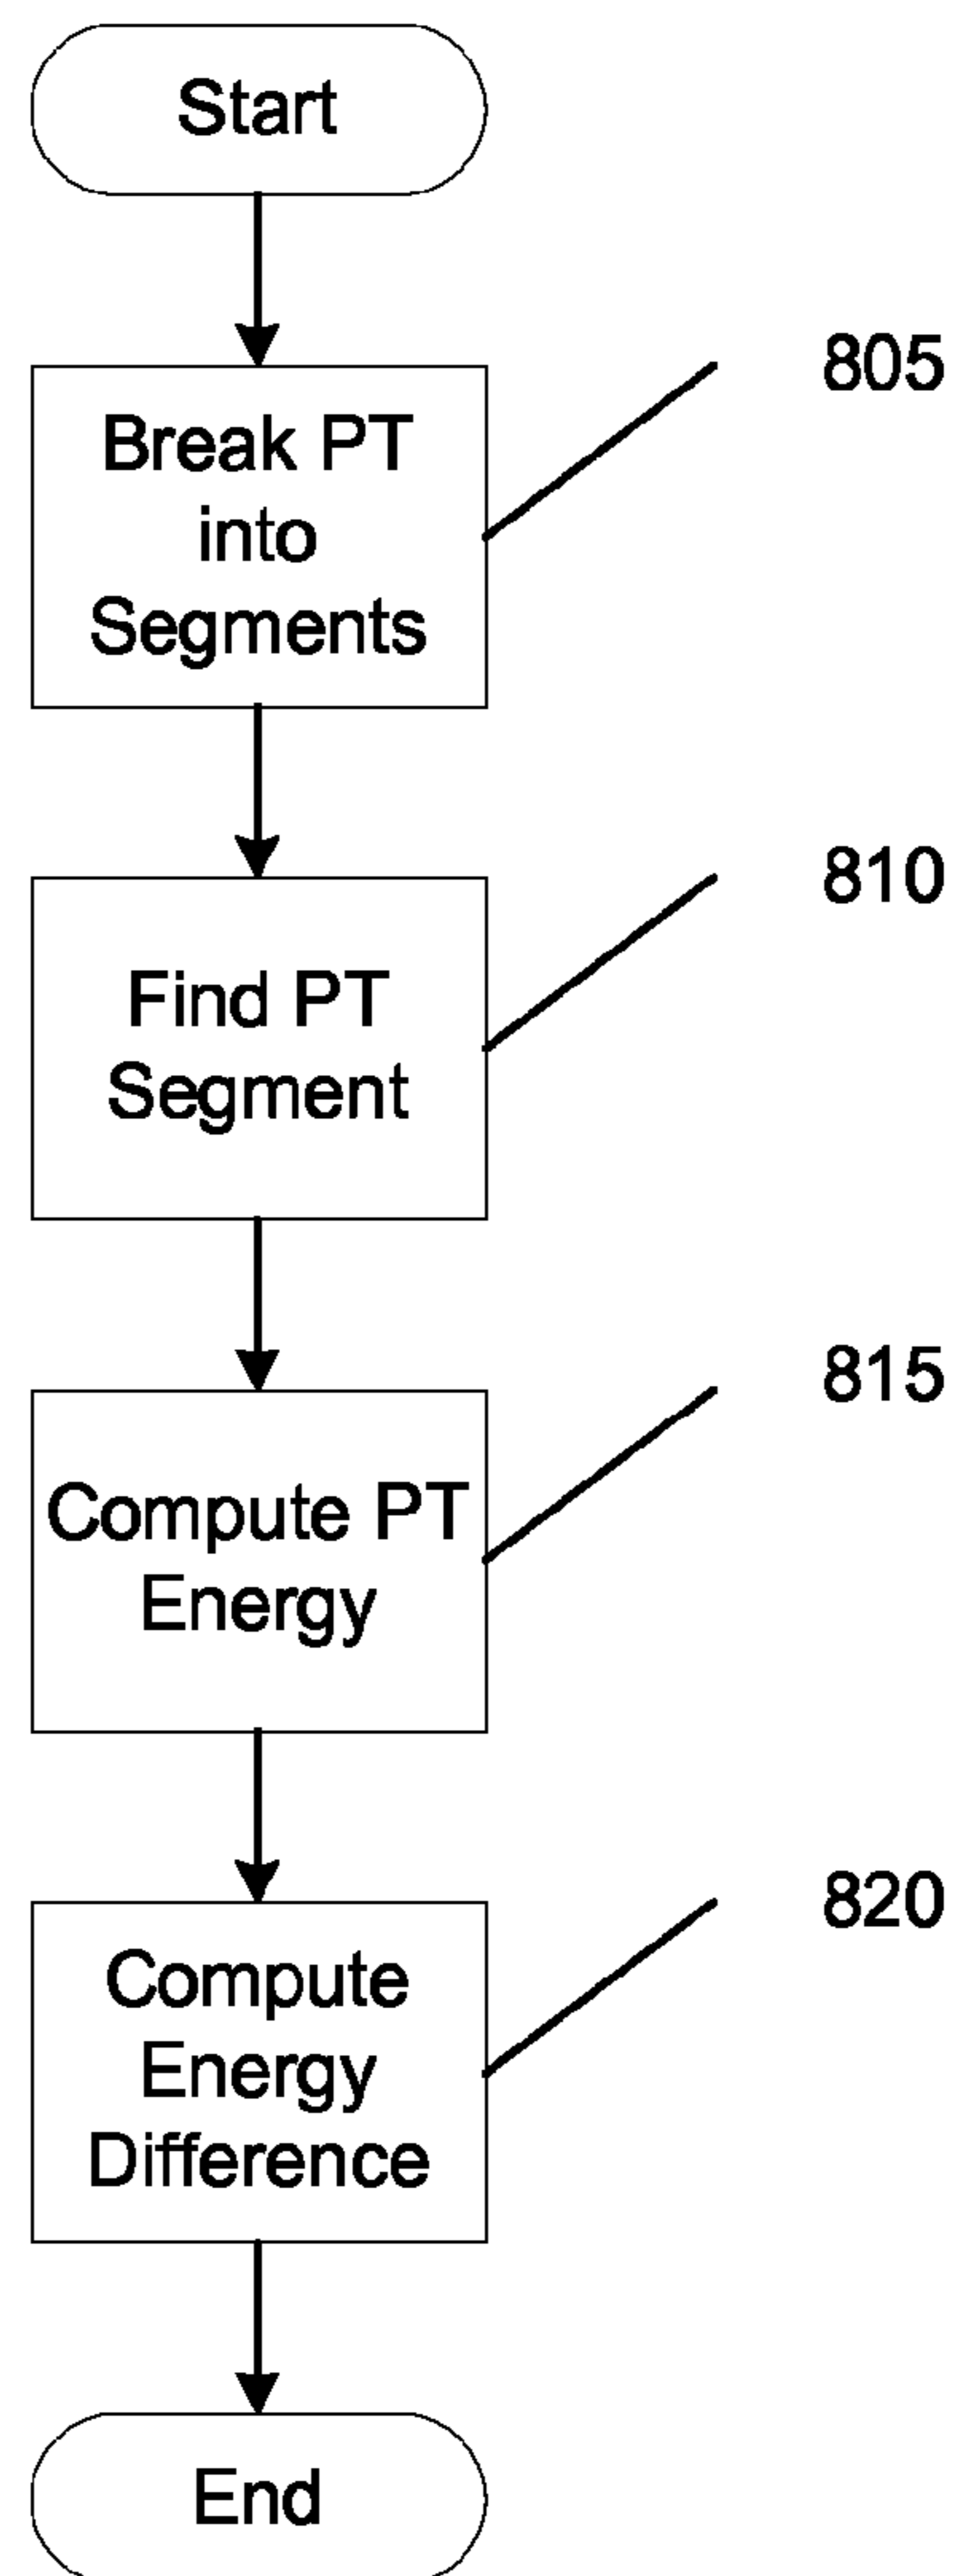 Start
805
Break PT
into
Segments
810
Find PT
Segment
815
Compute PT
Energy
820
Compute
Energy
Difference
End